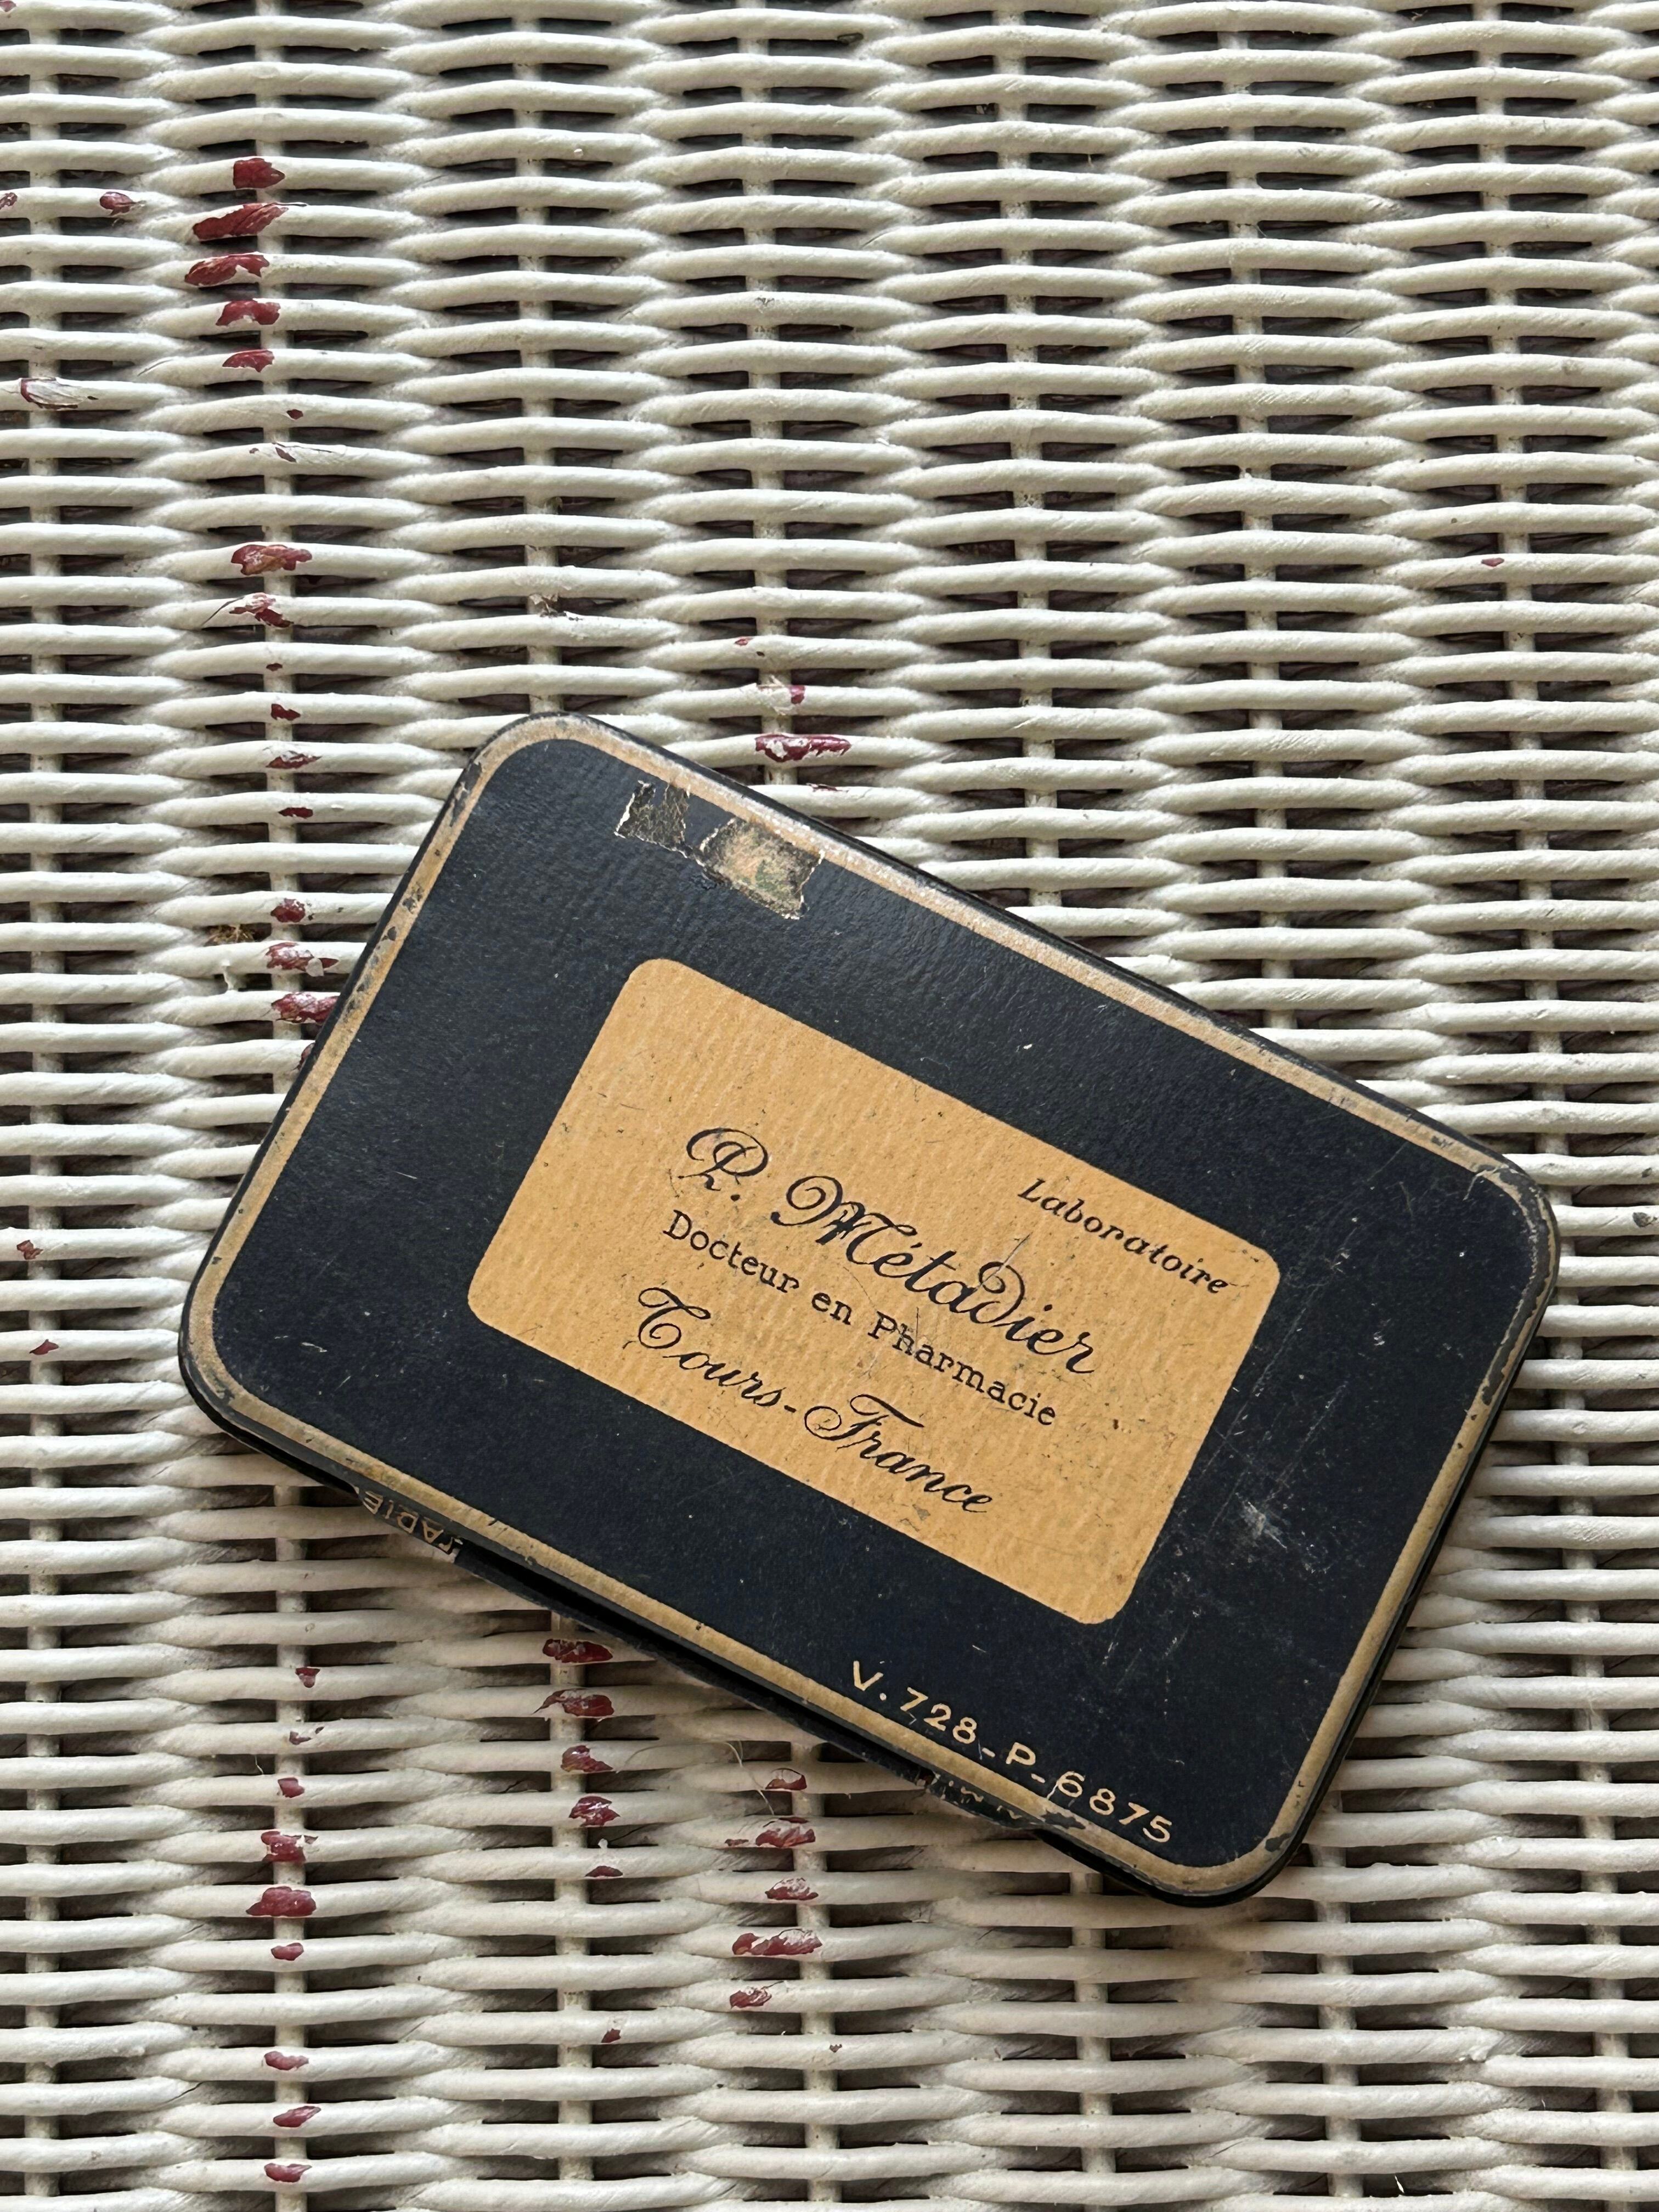 Laboratoire
P. Métadier
Docteur en Pharmacie
Tours-France
V.728-P-6875